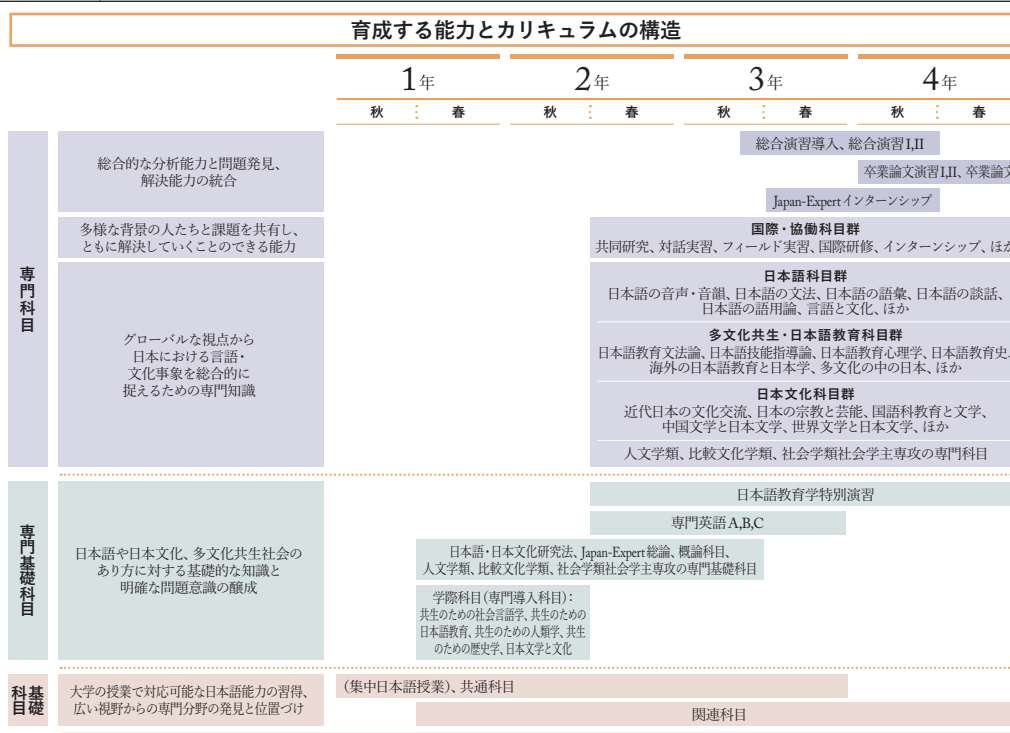 育成する能力とカリキュラムの構造
1年 2年 3年 4年
秋 春 秋 春 秋 春 秋 春
専門科目
総合的な分析能力と問題発見、
解決能力の統合
総合演習導入、総合演習I,II
卒業論文演習I,II、卒業論文
Japan-Expertインターンシップ
多様な背景の人たちと課題を共有し、
ともに解決していくことのできる能力
国際・協働科目群
共同研究、対話実習、フィールド実習、国際研修、インターンシップ、ほか
グローバルな視点から
日本における言語・
文化事象を総合的に
捉えるための専門知識
日本語科目群
日本語の音声・音韻、日本語の文法、日本語の語彙、日本語の談話、
日本語の語用論、言語と文化、ほか
多文化共生・日本語教育科目群
日本語教育文法論、日本語技能指導論、日本語教育心理学、日本語教育史、
海外の日本語教育と日本学、多文化の中の日本、ほか
日本文化科目群
近代日本の文化交流、日本の宗教と芸能、国語科教育と文学、
中国文学と日本文学、世界文学と日本文学、ほか
人文学類、比較文化学類、社会学類社会学主専攻の専門科目
専門基礎科目
日本語や日本文化、多文化共生社会の
あり方に対する基礎的な知識と
明確な問題意識の醸成
日本語教育学特別演習
専門英語A,B,C
日本語・日本文化研究法、Japan-Expert総論、概論科目、
人文学類、比較文化学類、社会学類社会学主専攻の専門基礎科目
学際科目(専門導入科目):
共生のための社会言語学、共生のための
日本語教育、共生のための人類学、共生
のための歴史学、日本文学と文化
基礎科目
大学の授業で対応可能な日本語能力の習得、
広い視野からの専門分野の発見と位置づけ
(集中日本語授業)、共通科目
関連科目